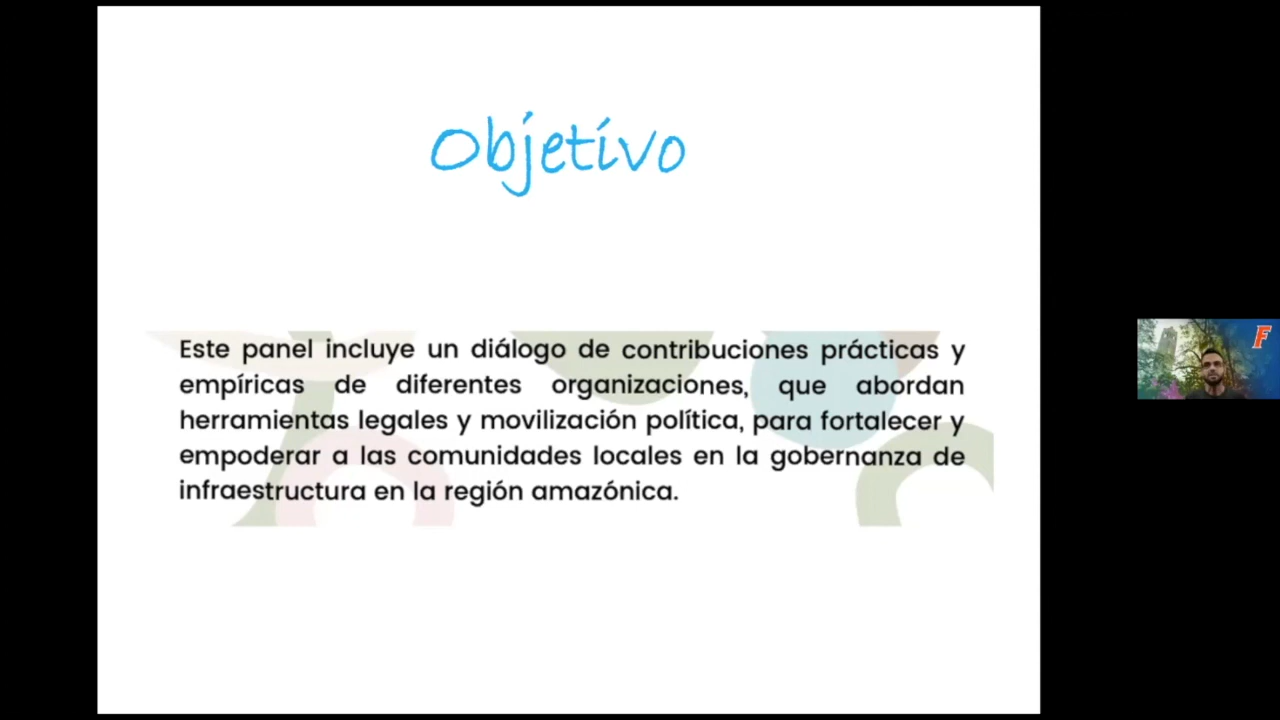 Objetivo
Este panel incluye un diálogo de contribuciones prácticas y
empíricas de diferentes organizaciones, que abordan
herramientas legales y movilización política, para fortalecer y
empoderar a las comunidades locales en la gobernanza de
infraestructura en la región amazónica.
F